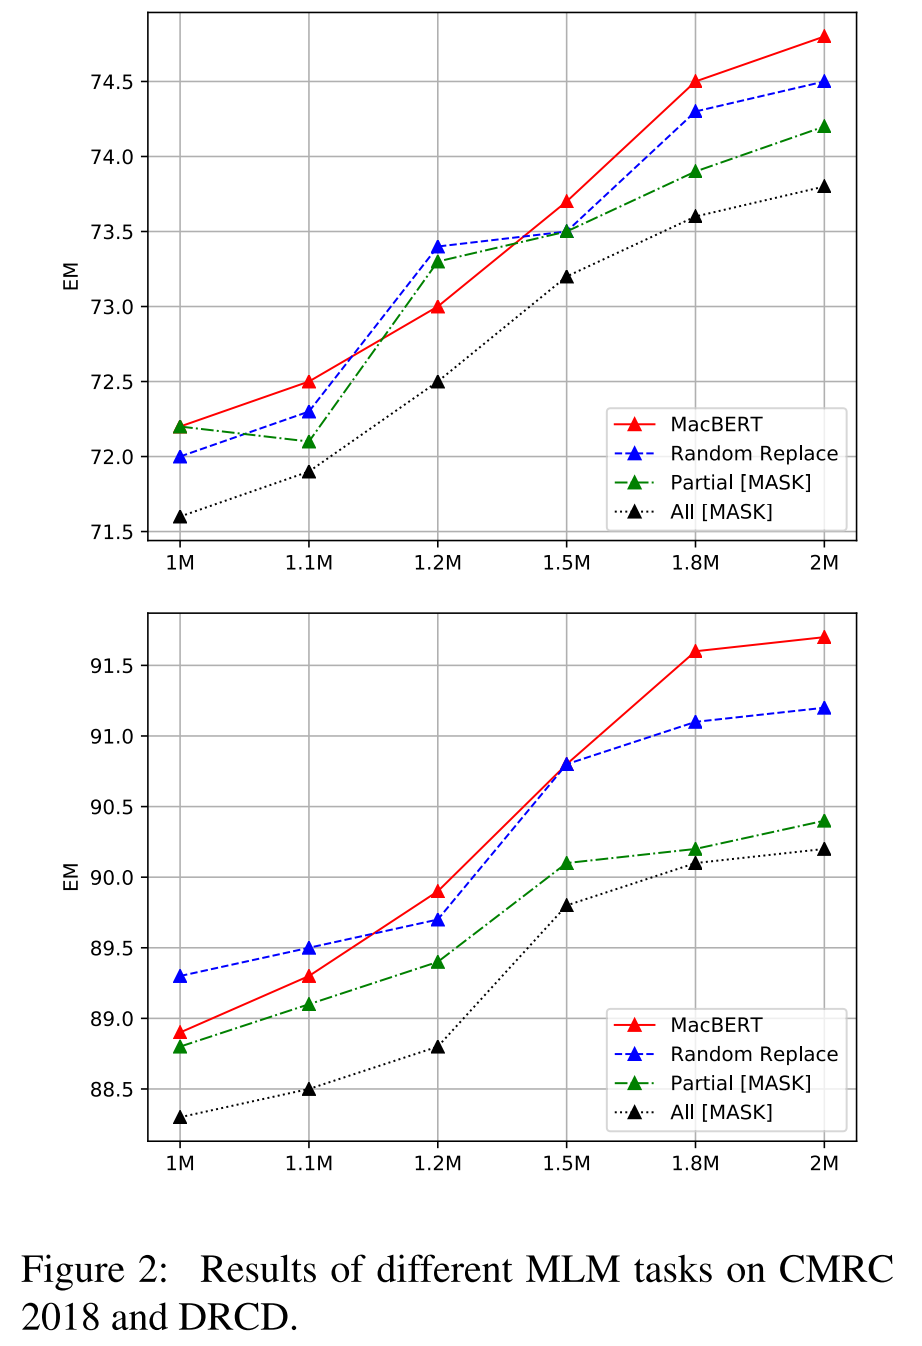 74.5
74.0
73.5
73.0
72.5
72.0
71.5
EM
MacBERT
Random Replace
Partial [MASK]
All [MASK]
1M 1.1M 1.2M 1.5M 1.8M 2M
91.5
91.0
90.5
90.0
89.5
89.0
88.5
EM
MacBERT
Random Replace
Partial [MASK]
All [MASK]
1M 1.1M 1.2M 1.5M 1.8M 2M
Figure 2: Results of different MLM tasks on CMRC
2018 and DRCD.